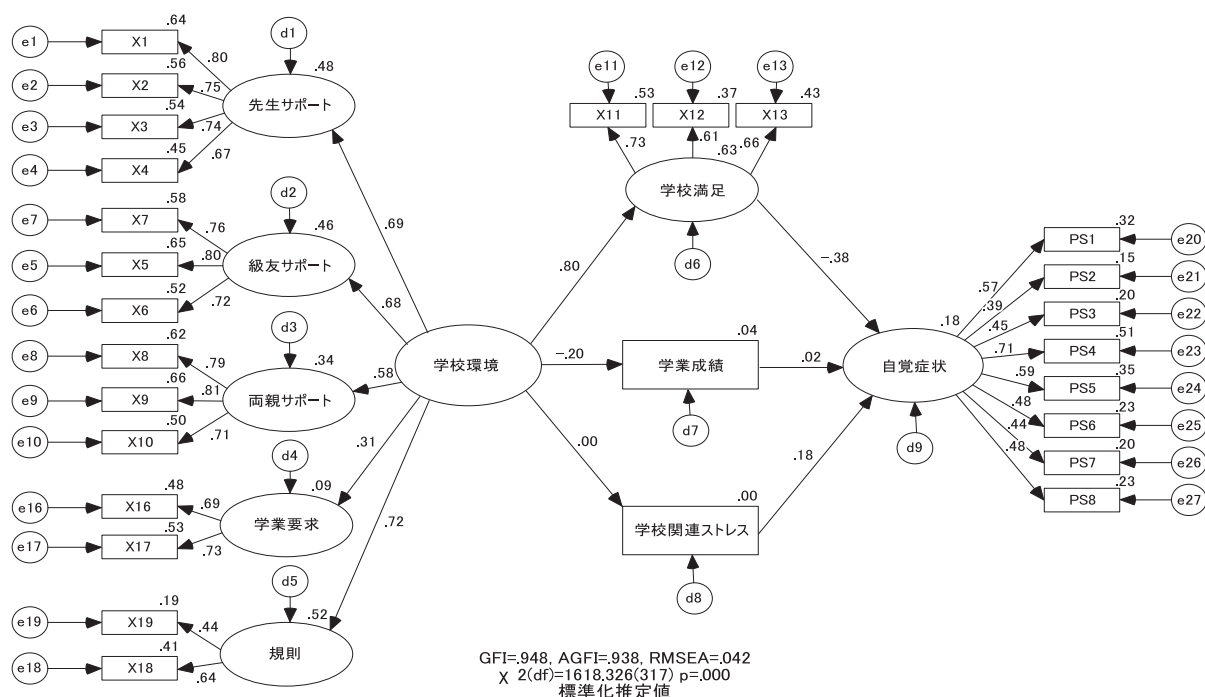 e1
X1
.64
.80
e2
X2
.56
.75
e3
X3
.54
.74
e4
X4
.45
.67
d1
.48
先生サポート
e7
X7
.58
.76
e5
X5
.65
.80
e6
X6
.52
.72
d2
.46
級友サポート
e8
X8
.62
.79
e9
X9
.66
.81
e10
X10
.50
.71
d3
.34
両親サポート
e16
X16
.48
.69
e17
X17
.53
.73
d4
.09
学業要求
e19
X19
.19
.44
e18
X18
.41
.64
d5
.52
規則
.69
.68
.58
.31
.72
学校環境
.80
-.20
.00
e11
e12
e13
.53
.37
.43
X11
X12
X13
.73
.61
.66
.63
学校満足
d6
.04
学業成績
d7
.00
学校関連ストレス
d8
-.38
.02
.18
.18
自覚症状
d9
.57
.32
PS1
e20
.39
.15
PS2
e21
.45
.20
PS3
e22
.71
.51
PS4
e23
.59
.35
PS5
e24
.48
.23
PS6
e25
.44
.20
PS7
e26
.48
.23
PS8
e27
GFI=.948, AGFI=.938, RMSEA=.042
χ 2(df)=1618.326(317) p=.000
標準化推定値